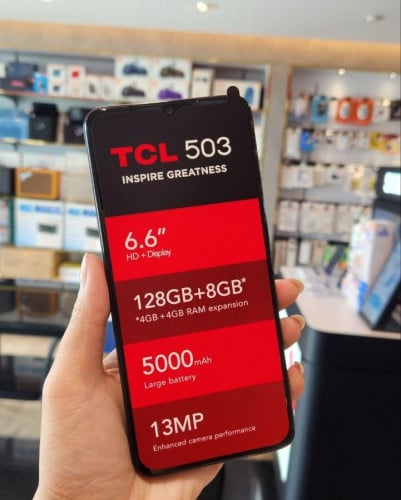 TCL 503
INSPIRE GREATNESS
6.6"
HD + Display
128GB+8GB*
*4GB + 4GB RAM expansion
5000mAh
Large battery
13MP
Enhanced camera performance